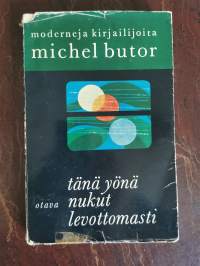 moderneja kirjailijoita
michel butor
tänä yönä
otava nukut
levottomasti